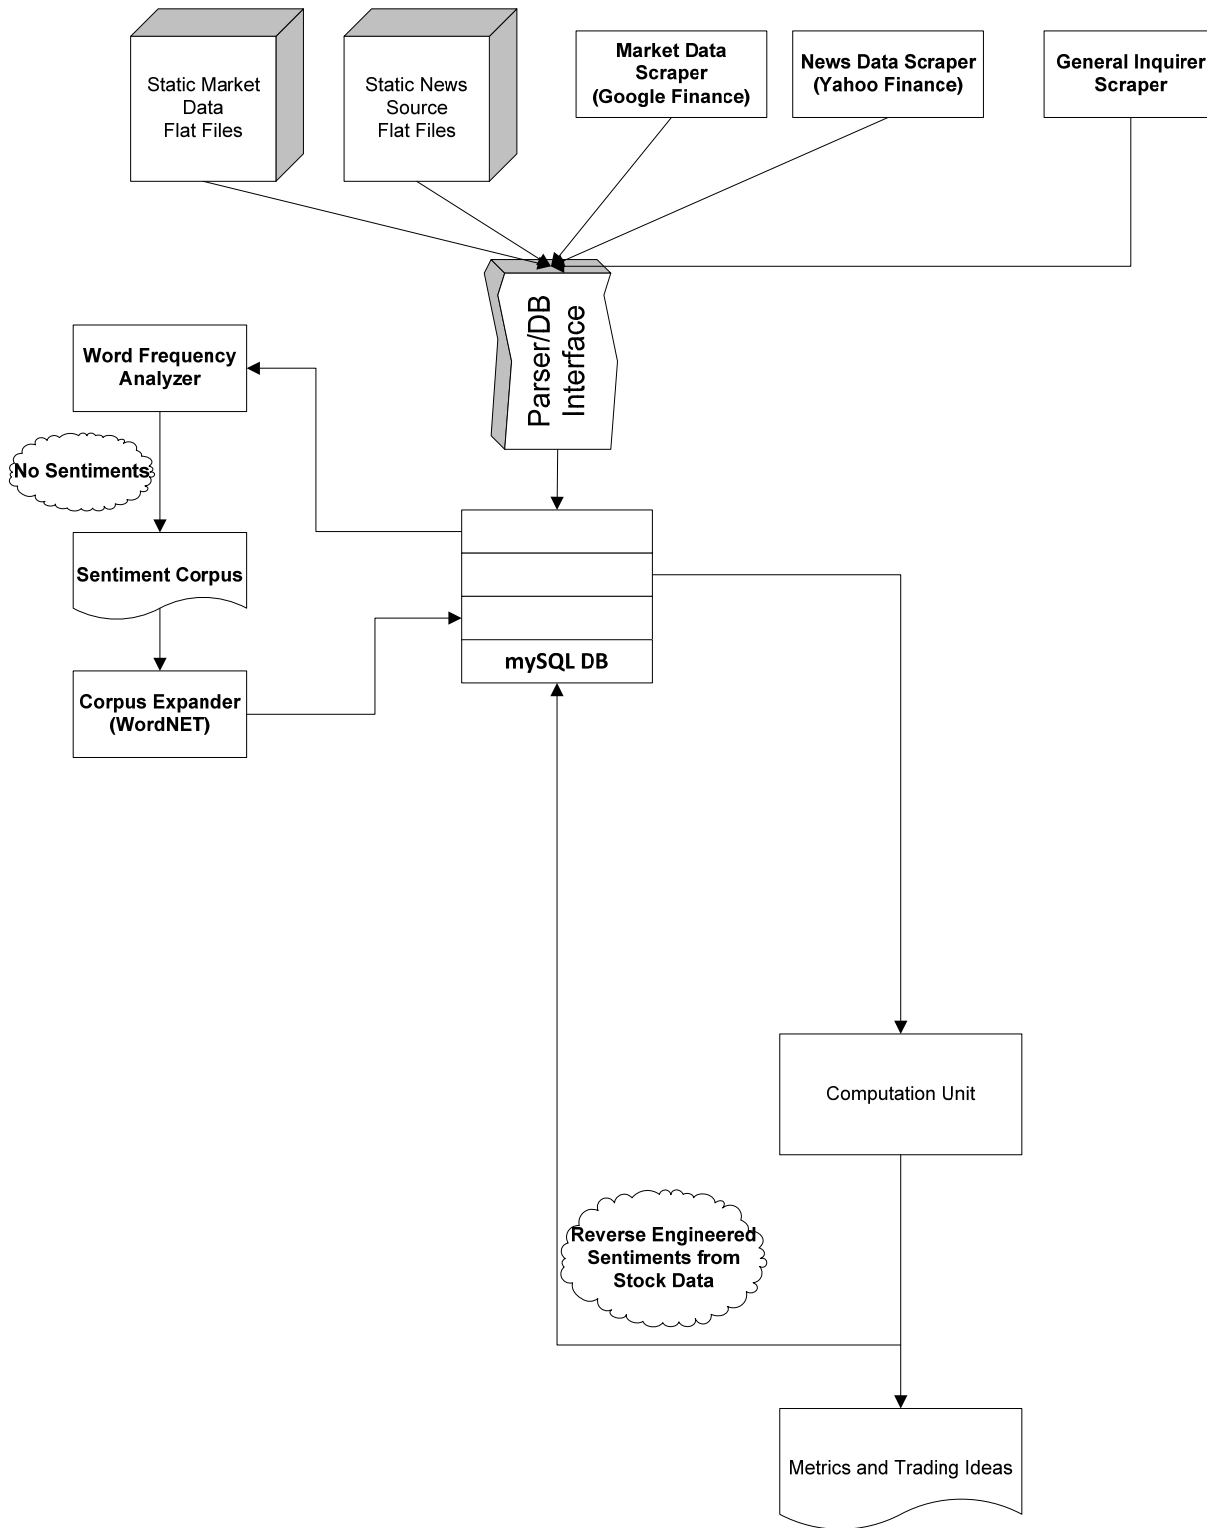 Static Market
Data
Flat Files
Static News
Source
Flat Files
Market Data
Scraper
(Google Finance)
News Data Scraper
(Yahoo Finance)
General Inquirer
Scraper
Parser/DB
Interface
Word Frequency
Analyzer
No Sentiments
Sentiment Corpus
Corpus Expander
(WordNET)
mySQL DB
Computation Unit
Reverse Engineered
Sentiments from
Stock Data
Metrics and Trading Ideas